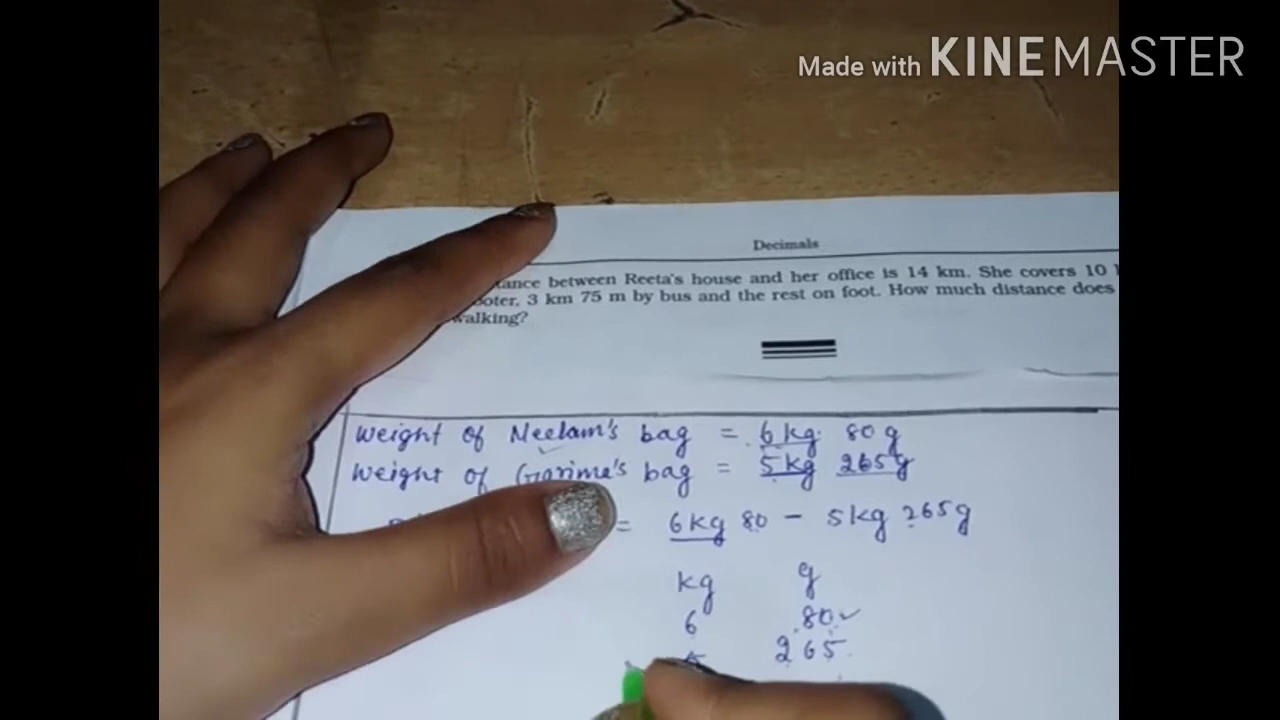 Made with KINEMASTER
Decimals
between Reeta's house and her office is 14 km. She covers 10
3 km 75 m by bus and the rest on foot. How much distance does
walking?
Weight of Neelam's bag = 6 kg 80 g
Weight of Garima's bag = 5 kg 265 g
= 6 kg 80 - 5 kg 265 g
kg g
6 80
265